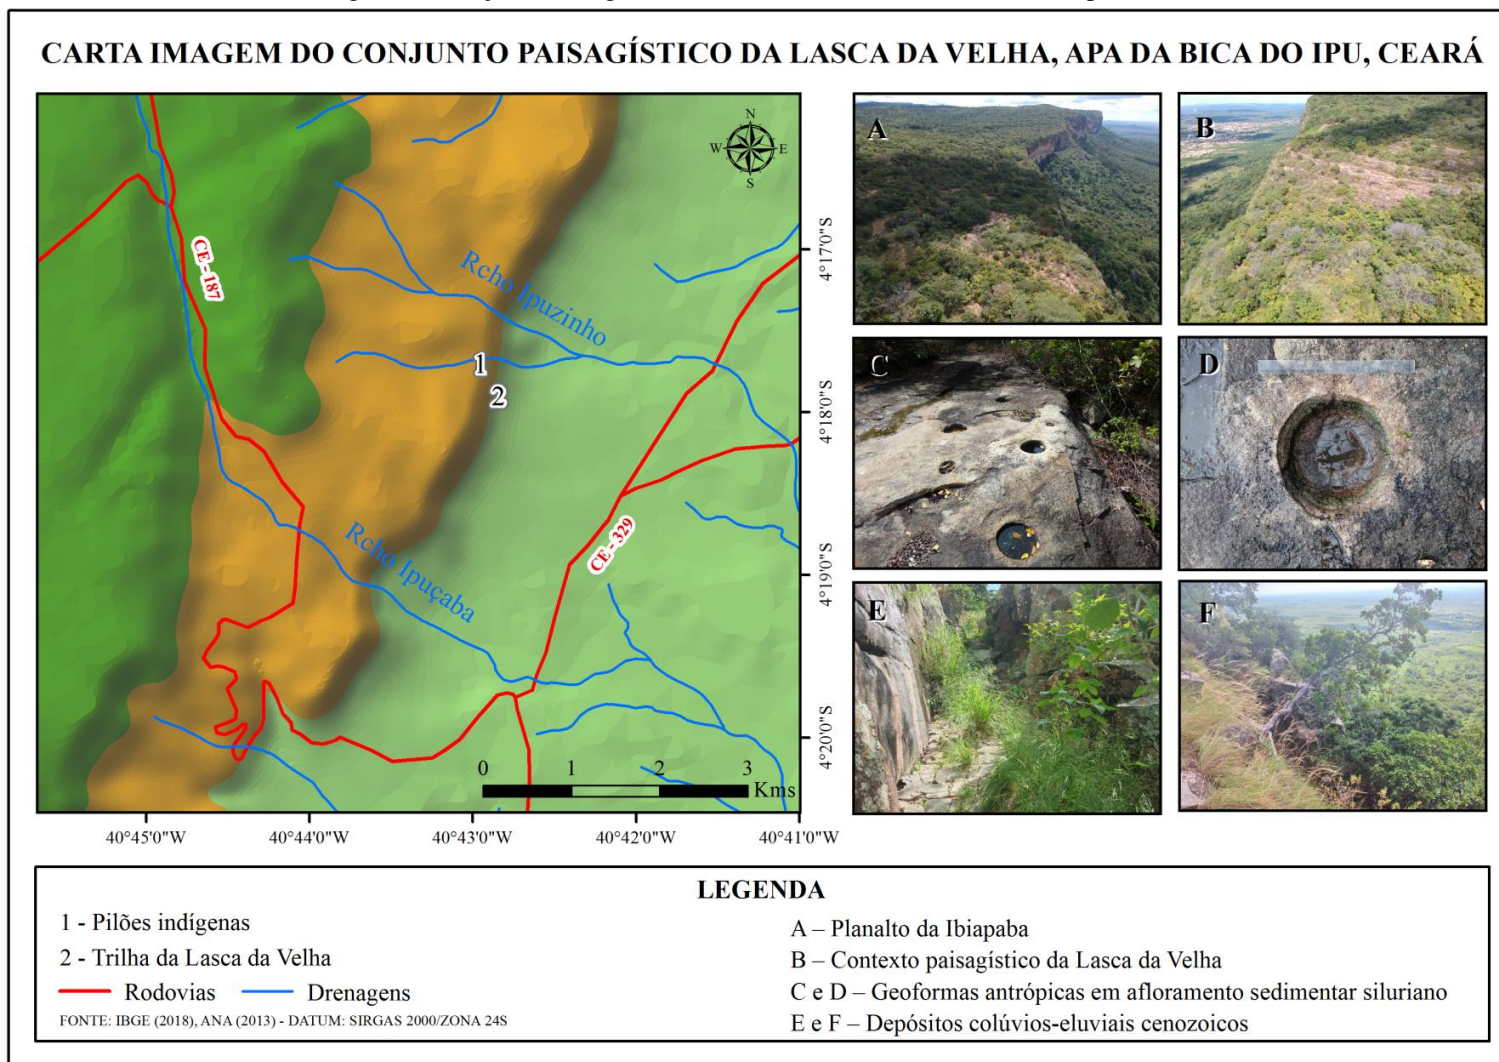 CARTA IMAGEM DO CONJUNTO PAISAGÍSTICO DA LASCA DA VELHA, APA DA BICA DO IPU, CEARÁ
N
W
E
S
CE - 187
Rcho Ipuzinho
1
2
Rcho Ipuçaba
CE - 329
0 1 2 3
Kms
4°17'0"S
4°18'0"S
4°19'0"S
4°20'0"S
40°45'0"W 40°44'0"W 40°43'0"W 40°42'0"W 40°41'0"W
A
B
C
D
E
F
LEGENDA
1 - Pilões indígenas
2 - Trilha da Lasca da Velha
Rodovias Drenagens
FONTE: IBGE (2018), ANA (2013) - DATUM: SIRGAS 2000/ZONA 24S
A – Planalto da Ibiapaba
B – Contexto paisagístico da Lasca da Velha
C e D – Geoformas antrópicas em afloramento sedimentar siluriano
E e F – Depósitos colúvios-eluviais cenozoicos